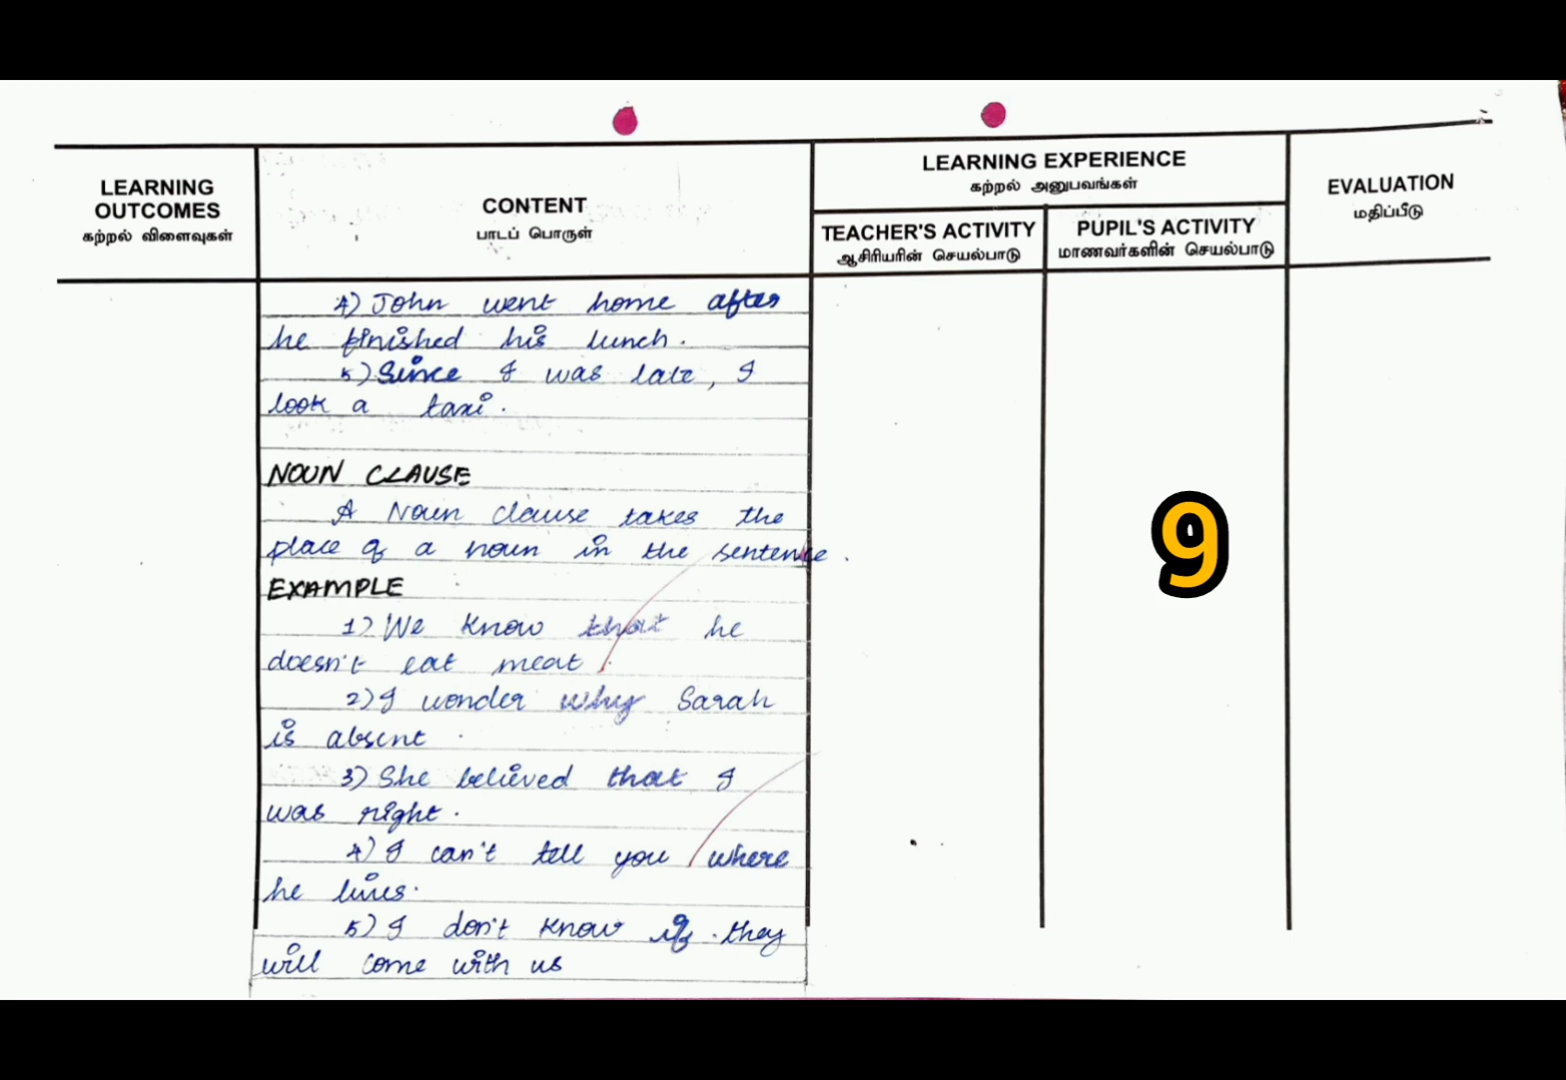 LEARNING
OUTCOMES
கற்றல் விளைவுகள்
CONTENT
பாடப் பொருள்
LEARNING EXPERIENCE
கற்றல் அனுபவங்கள்
TEACHER'S ACTIVITY
ஆசிரியரின் செயல்பாடு
PUPIL'S ACTIVITY
மாணவர்களின் செயல்பாடு
EVALUATION
மதிப்பீடு
4) John went home after
he finished his lunch.
5) Since I was late, I
took a taxi.
NOUN CLAUSE
A Noun clause takes the
place of a noun in the sentence.
EXAMPLE
1) We know that he
doesn't eat meat.
2) I wonder why Sarah
is absent.
3) She believed that I
was right.
4) I can't tell you where
he lives.
5) I don't know if they
will come with us
9